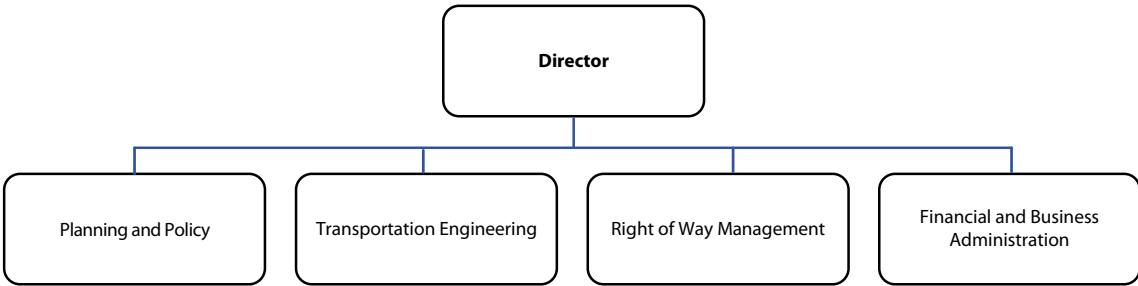 Director
Planning and Policy
Transportation Engineering
Right of Way Management
Financial and Business
Administration